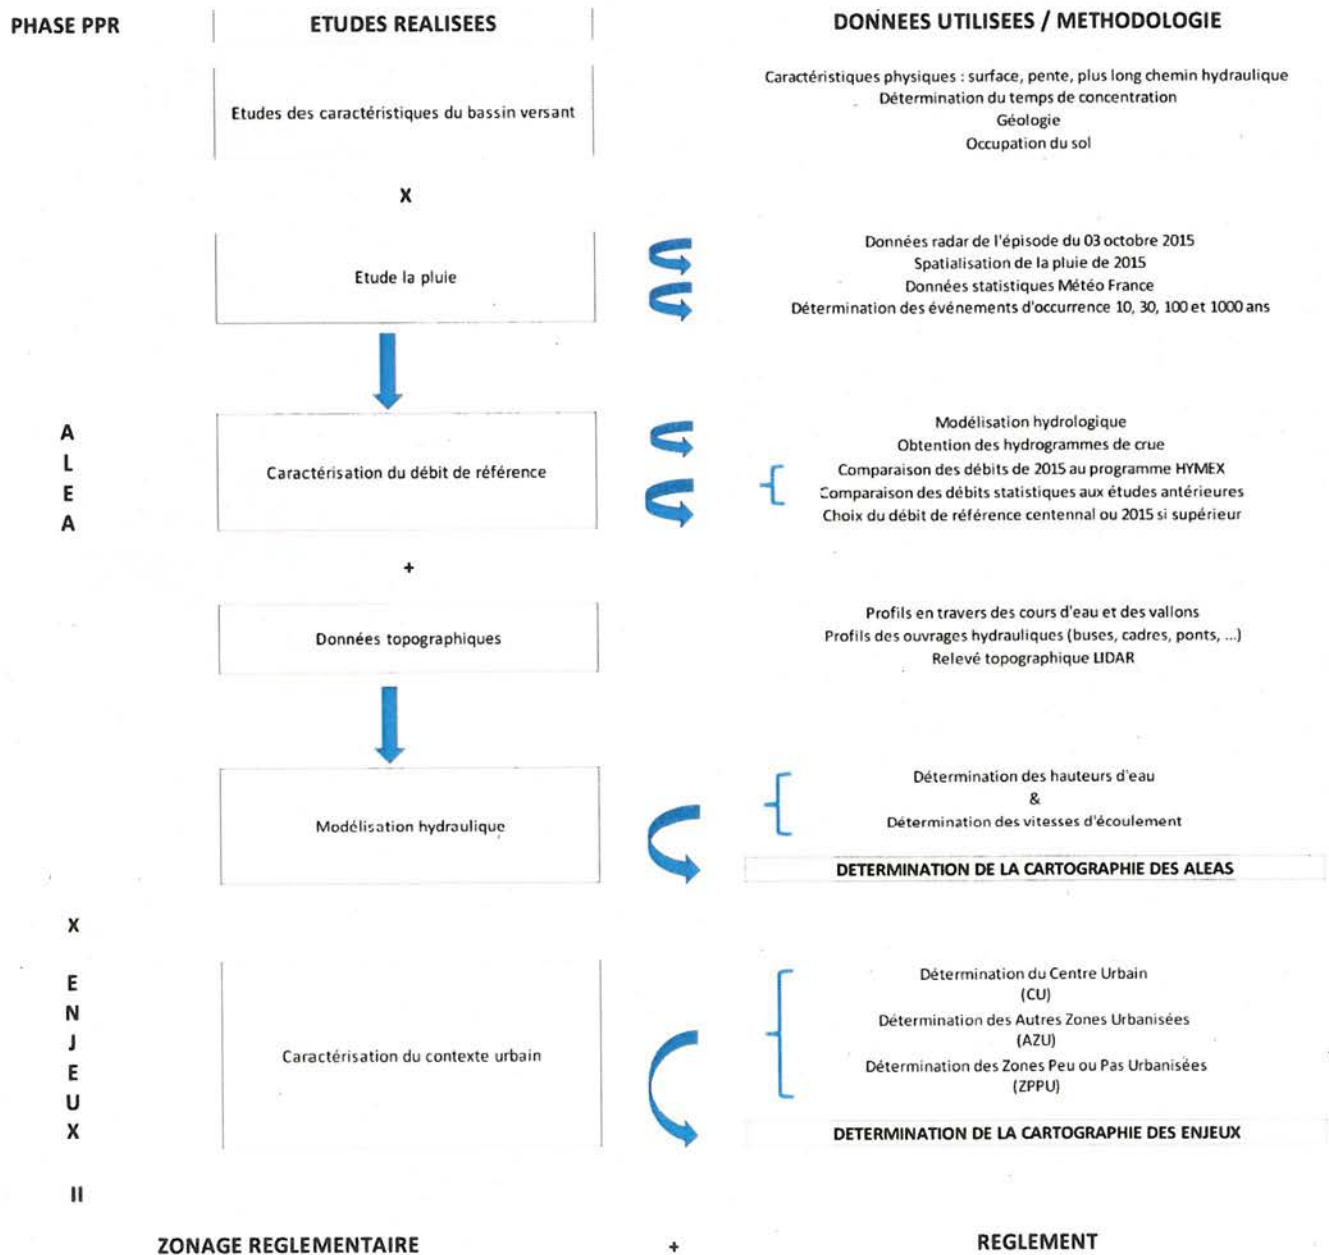 PHASE PPR
ETUDES REALISEES
DONNEES UTILISEES / METHODOLOGIE
Etudes des caractéristiques du bassin versant
Caractéristiques physiques : surface, pente, plus long chemin hydraulique
Détermination du temps de concentration
Géologie
Occupation du sol
X
Etude la pluie
Données radar de l'épisode du 03 octobre 2015
Spatialisation de la pluie de 2015
Données statistiques Météo France
Détermination des événements d'occurrence 10, 30, 100 et 1000 ans
A
L
E
A
Caractérisation du débit de référence
Modélisation hydrologique
Obtention des hydrogrammes de crue
Comparaison des débits de 2015 au programme HYMEX
Comparaison des débits statistiques aux études antérieures
Choix du débit de référence centennal ou 2015 si supérieur
+
Données topographiques
Profils en travers des cours d'eau et des vallons
Profils des ouvrages hydrauliques (buses, cadres, ponts, ...)
Relevé topographique LIDAR
Modélisation hydraulique
Détermination des hauteurs d'eau
&
Détermination des vitesses d'écoulement
DETERMINATION DE LA CARTOGRAPHIE DES ALEAS
X
E
N
J
E
U
X
Caractérisation du contexte urbain
Détermination du Centre Urbain
(CU)
Détermination des Autres Zones Urbanisées
(AZU)
Détermination des Zones Peu ou Pas Urbanisées
(ZPPU)
DETERMINATION DE LA CARTOGRAPHIE DES ENJEUX
II
ZONAGE REGLEMENTAIRE
+
REGLEMENT